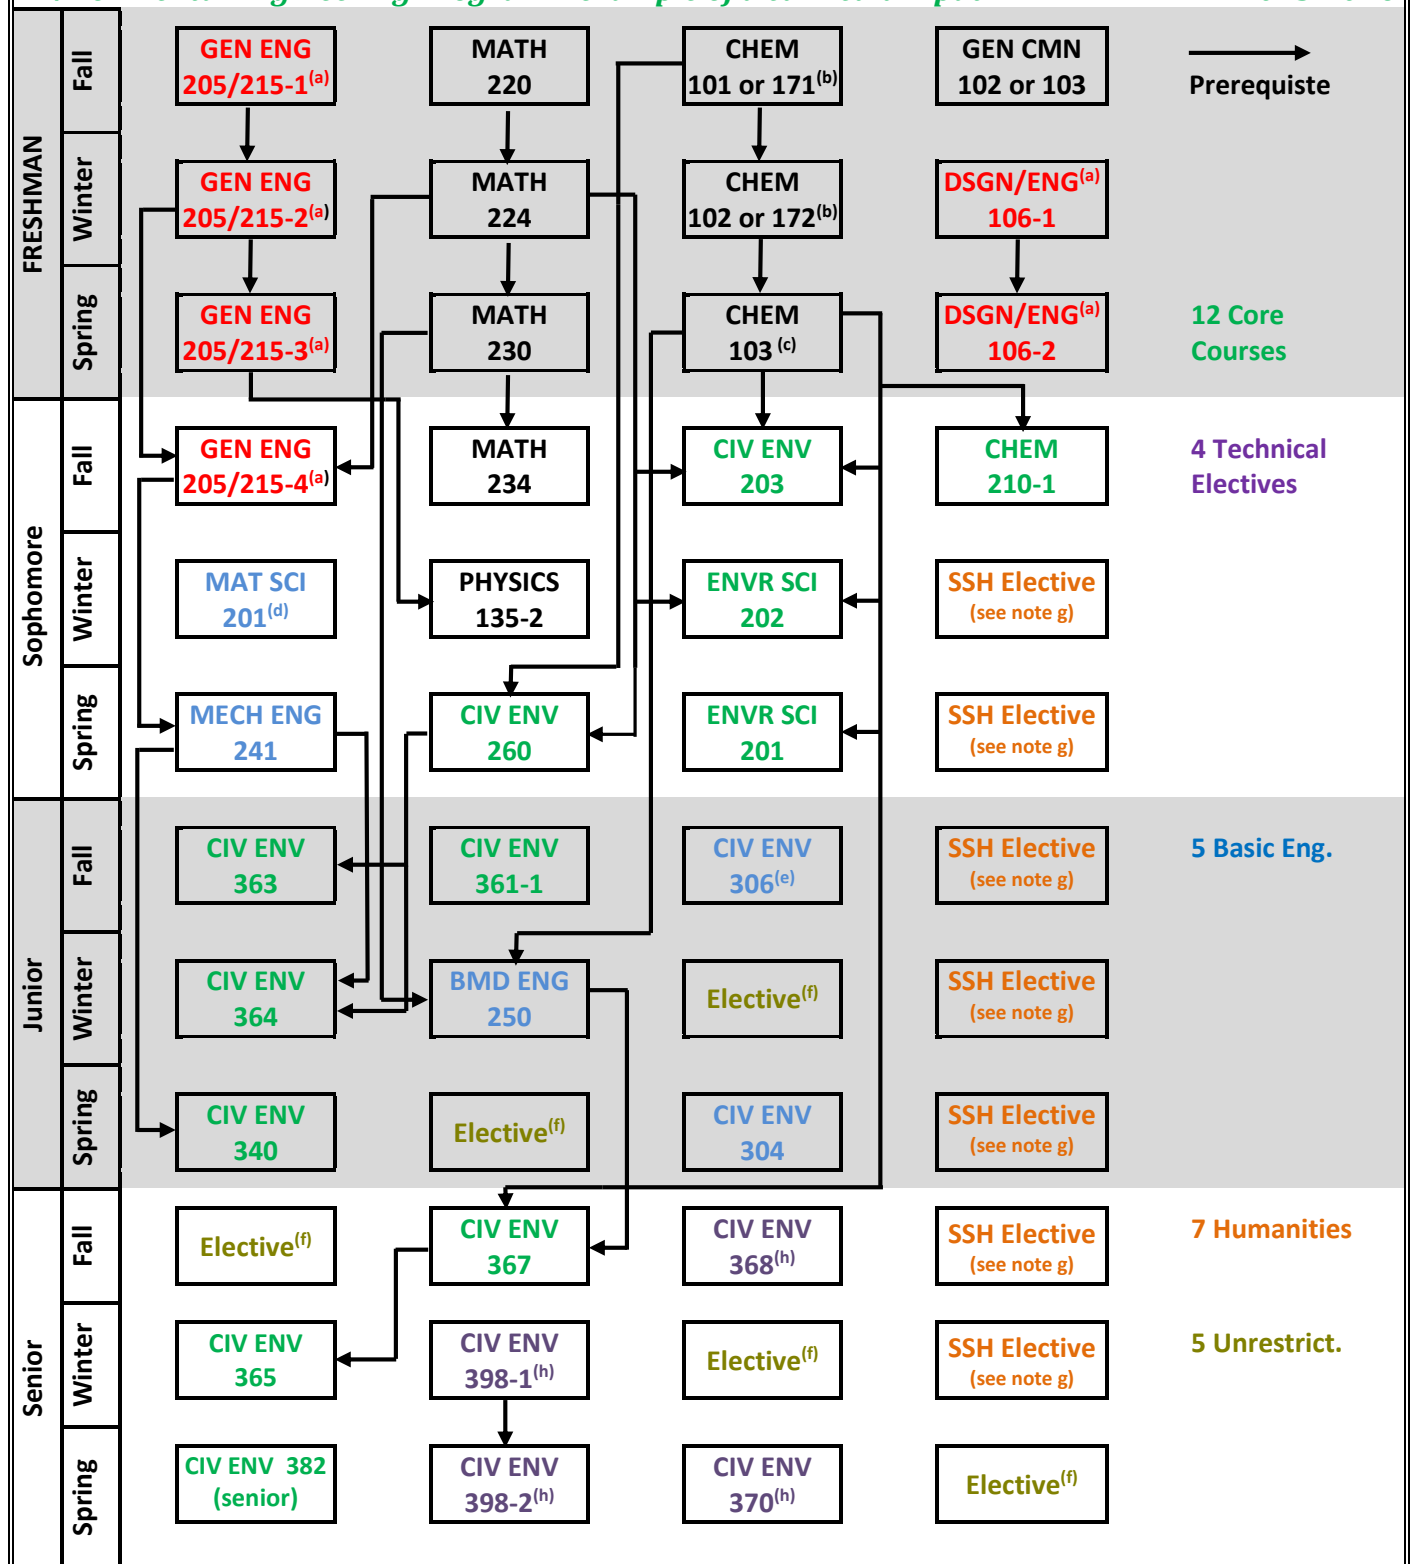 FRESHMAN
Fall
GEN ENG
205/215-1(a)
MATH
220
CHEM
101 or 171(b)
GEN CMN
102 or 103
Prerequiste
Winter
GEN ENG
205/215-2(a)
MATH
224
CHEM
102 or 172(b)
DSGN/ENG(a)
106-1
Spring
GEN ENG
205/215-3(a)
MATH
230
CHEM
103 (c)
DSGN/ENG(a)
106-2
12 Core
Courses
Sophomore
Fall
GEN ENG
205/215-4(a)
MATH
234
CIV ENV
203
CHEM
210-1
4 Technical
Electives
Winter
MAT SCI
201(d)
PHYSICS
135-2
ENVR SCI
202
SSH Elective
(see note g)
Spring
MECH ENG
241
CIV ENV
260
ENVR SCI
201
SSH Elective
(see note g)
Junior
Fall
CIV ENV
363
CIV ENV
361-1
CIV ENV
306(e)
SSH Elective
(see note g)
5 Basic Eng.
Winter
CIV ENV
364
BMD ENG
250
Elective(f)
SSH Elective
(see note g)
Spring
CIV ENV
340
Elective(f)
CIV ENV
304
SSH Elective
(see note g)
Senior
Fall
Elective(f)
CIV ENV
367
CIV ENV
368(h)
SSH Elective
(see note g)
7 Humanities
Winter
CIV ENV
365
CIV ENV
398-1(h)
Elective(f)
SSH Elective
(see note g)
5 Unrestrict.
Spring
CIV ENV  382
(senior)
CIV ENV
398-2(h)
CIV ENV
370(h)
Elective(f)